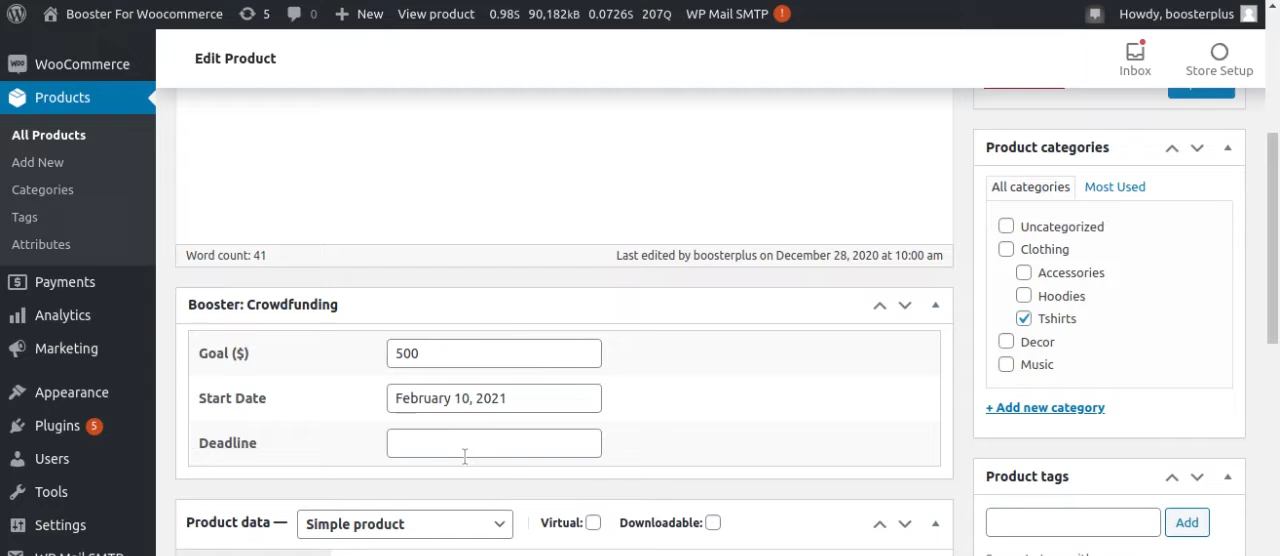 Booster For Woocommerce 5 0 New View product 0.98S 90,182kB 0.0726S 207Q WP Mail SMTP ! Howdy, boosterplus
WooCommerce
Products
All Products
Add New
Categories
Tags
Attributes
Payments
Analytics
Marketing
Appearance
Plugins 5
Users
Tools
Settings
WP Mail SMTP
Edit Product
Inbox
Store Setup
Word count: 41
Last edited by boosterplus on December 28, 2020 at 10:00 am
Booster: Crowdfunding
Goal ($) 500
Start Date February 10, 2021
Deadline
Product data — Simple product Virtual: Downloadable:
Product categories
All categories Most Used
Uncategorized
Clothing
Accessories
Hoodies
Tshirts
Decor
Music
+ Add new category
Product tags
Add